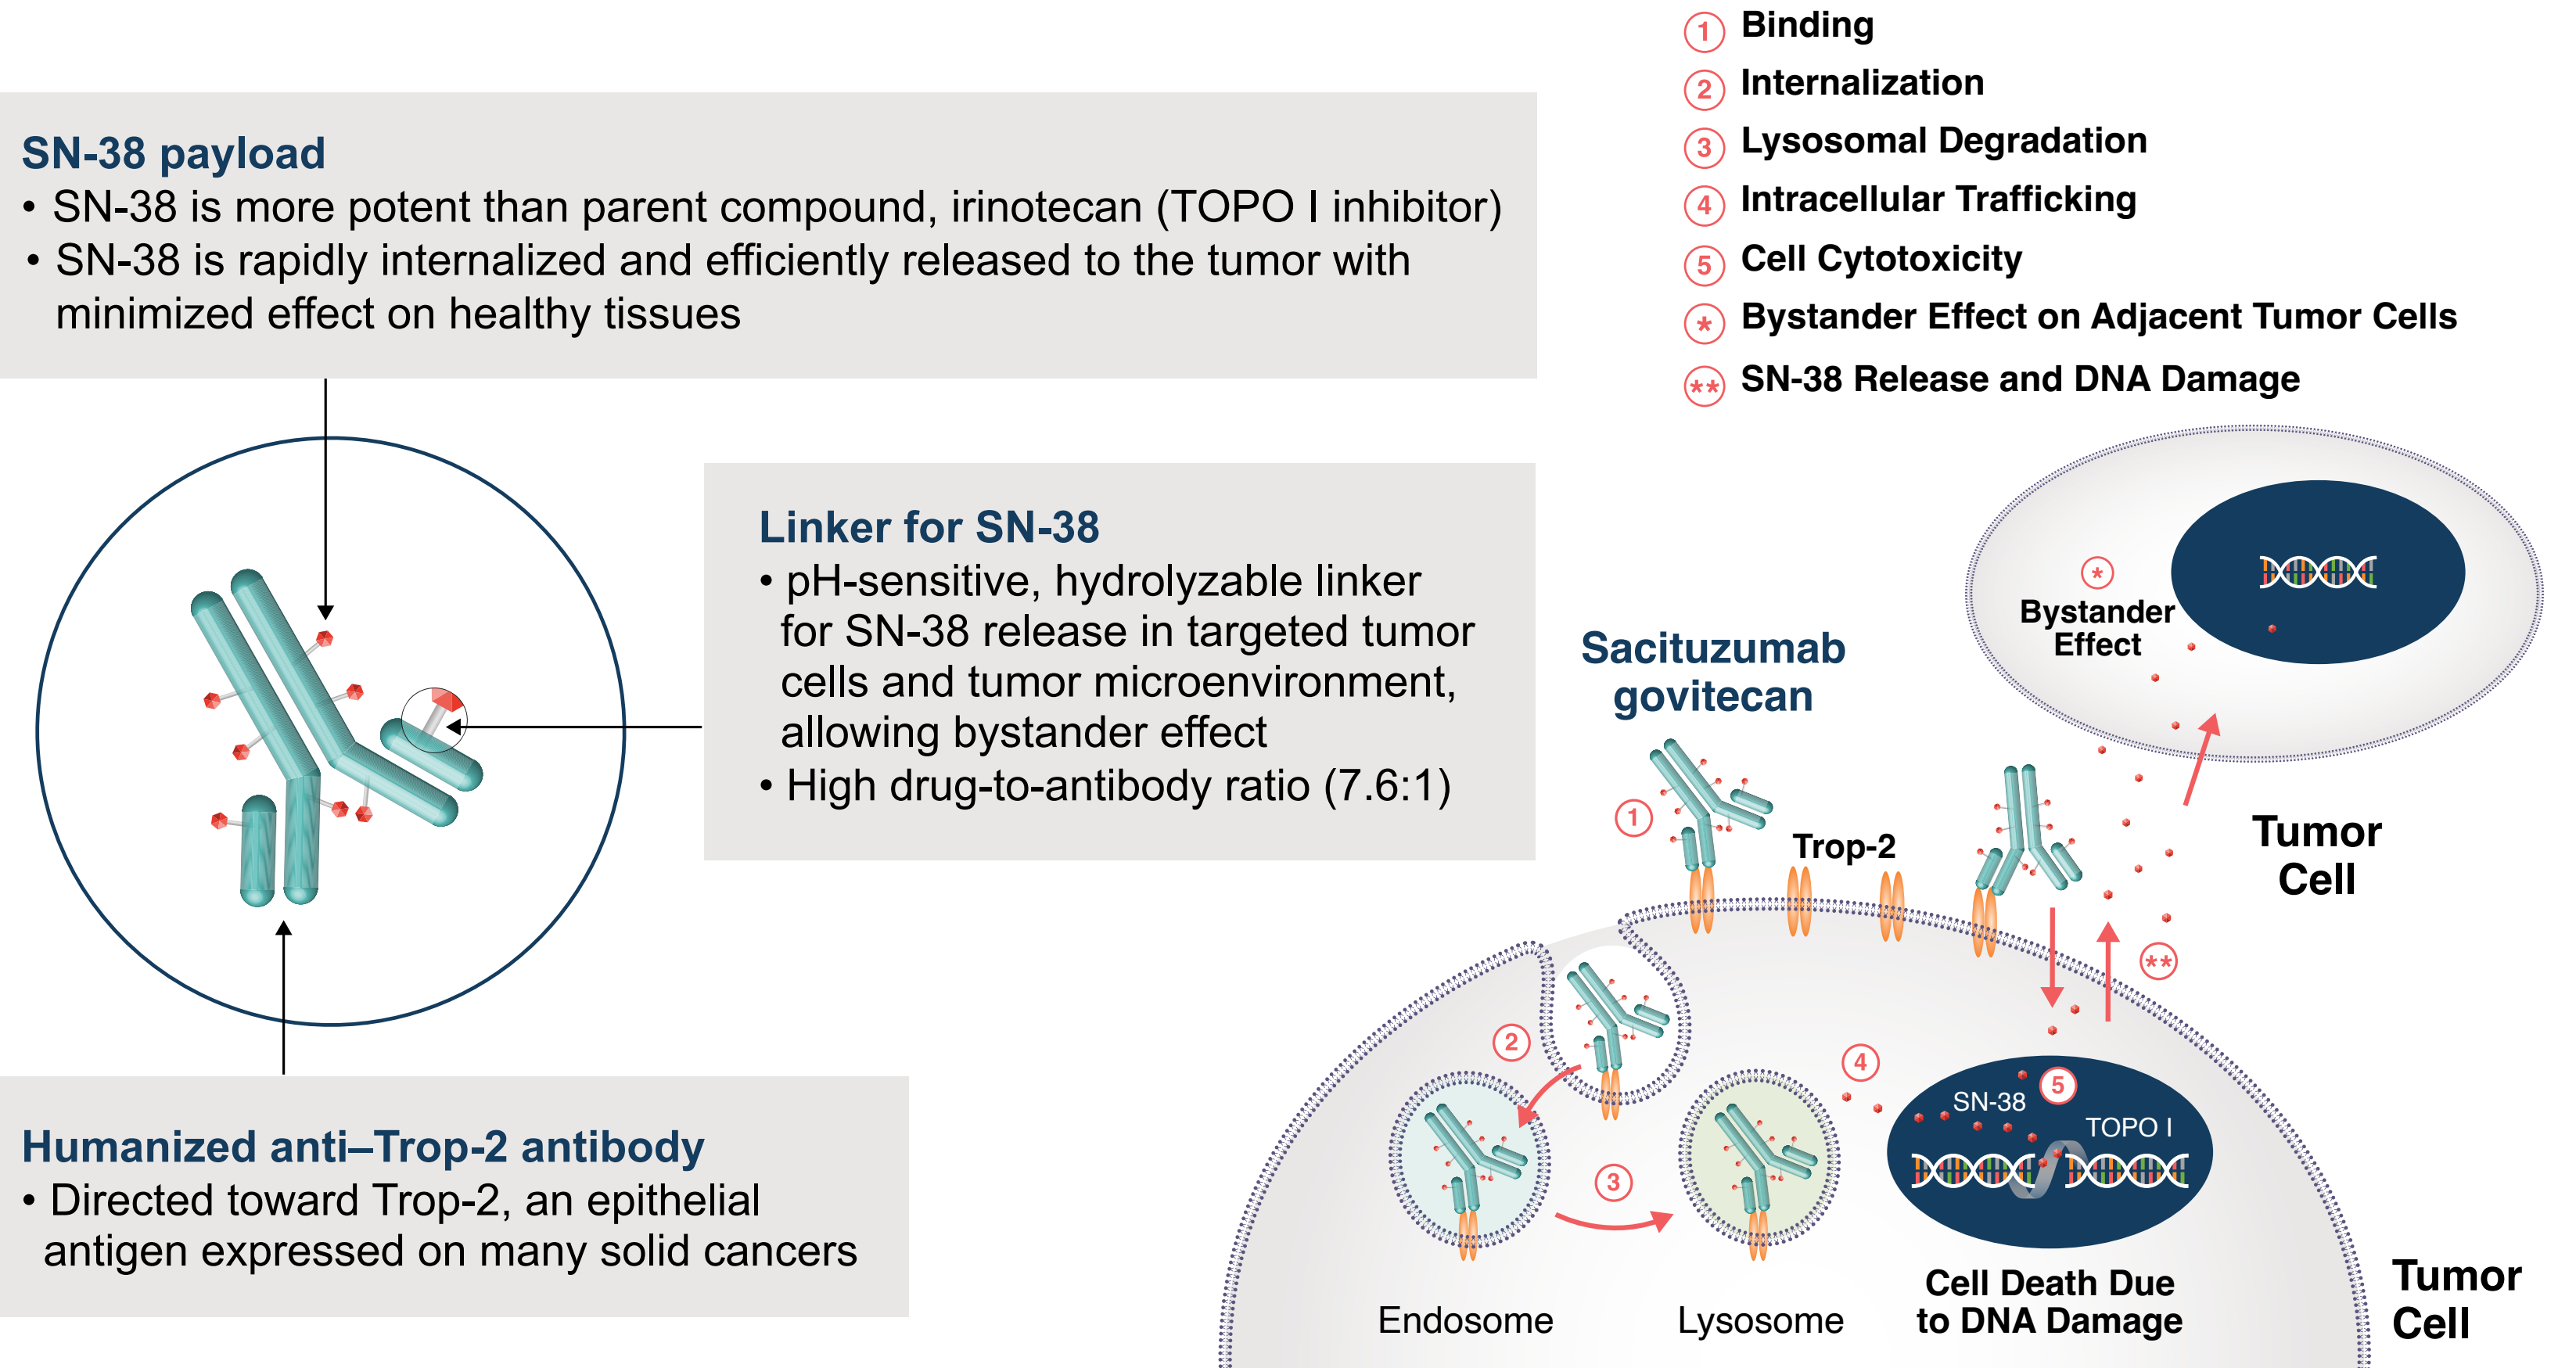 SN-38 payload
• SN-38 is more potent than parent compound, irinotecan (TOPO I inhibitor)
• SN-38 is rapidly internalized and efficiently released to the tumor with
minimized effect on healthy tissues
Linker for SN-38
• pH-sensitive, hydrolyzable linker
for SN-38 release in targeted tumor
cells and tumor microenvironment,
allowing bystander effect
• High drug-to-antibody ratio (7.6:1)
Humanized anti–Trop-2 antibody
• Directed toward Trop-2, an epithelial
antigen expressed on many solid cancers
1 Binding
2 Internalization
3 Lysosomal Degradation
4 Intracellular Trafficking
5 Cell Cytotoxicity
* Bystander Effect on Adjacent Tumor Cells
** SN-38 Release and DNA Damage
*
Bystander
Effect
Sacituzumab
govitecan
1
Trop-2
Tumor
Cell
**
2
4
5
SN-38
TOPO I
3
Endosome
Lysosome
Cell Death Due
to DNA Damage
Tumor
Cell